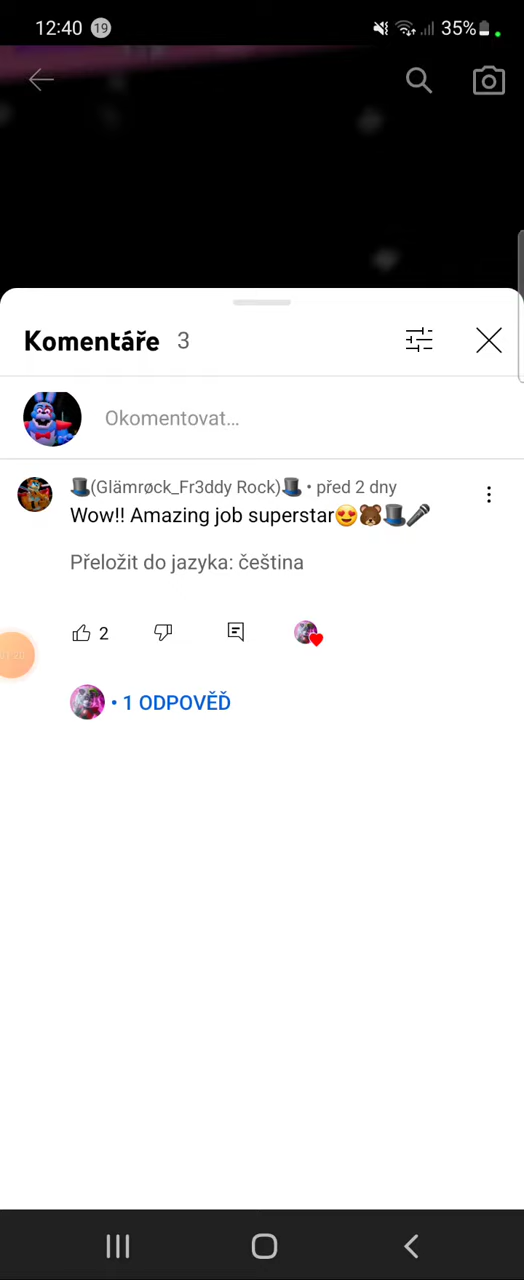 12:40 19 35%
Komentáře 3
Okomentovat...
🎩(Glämrøck_Fr3ddy Rock)🎩 • před 2 dny
Wow!! Amazing job superstar😍🐻🎩🎤
Přeložit do jazyka: čeština
2
• 1 ODPOVĚĎ